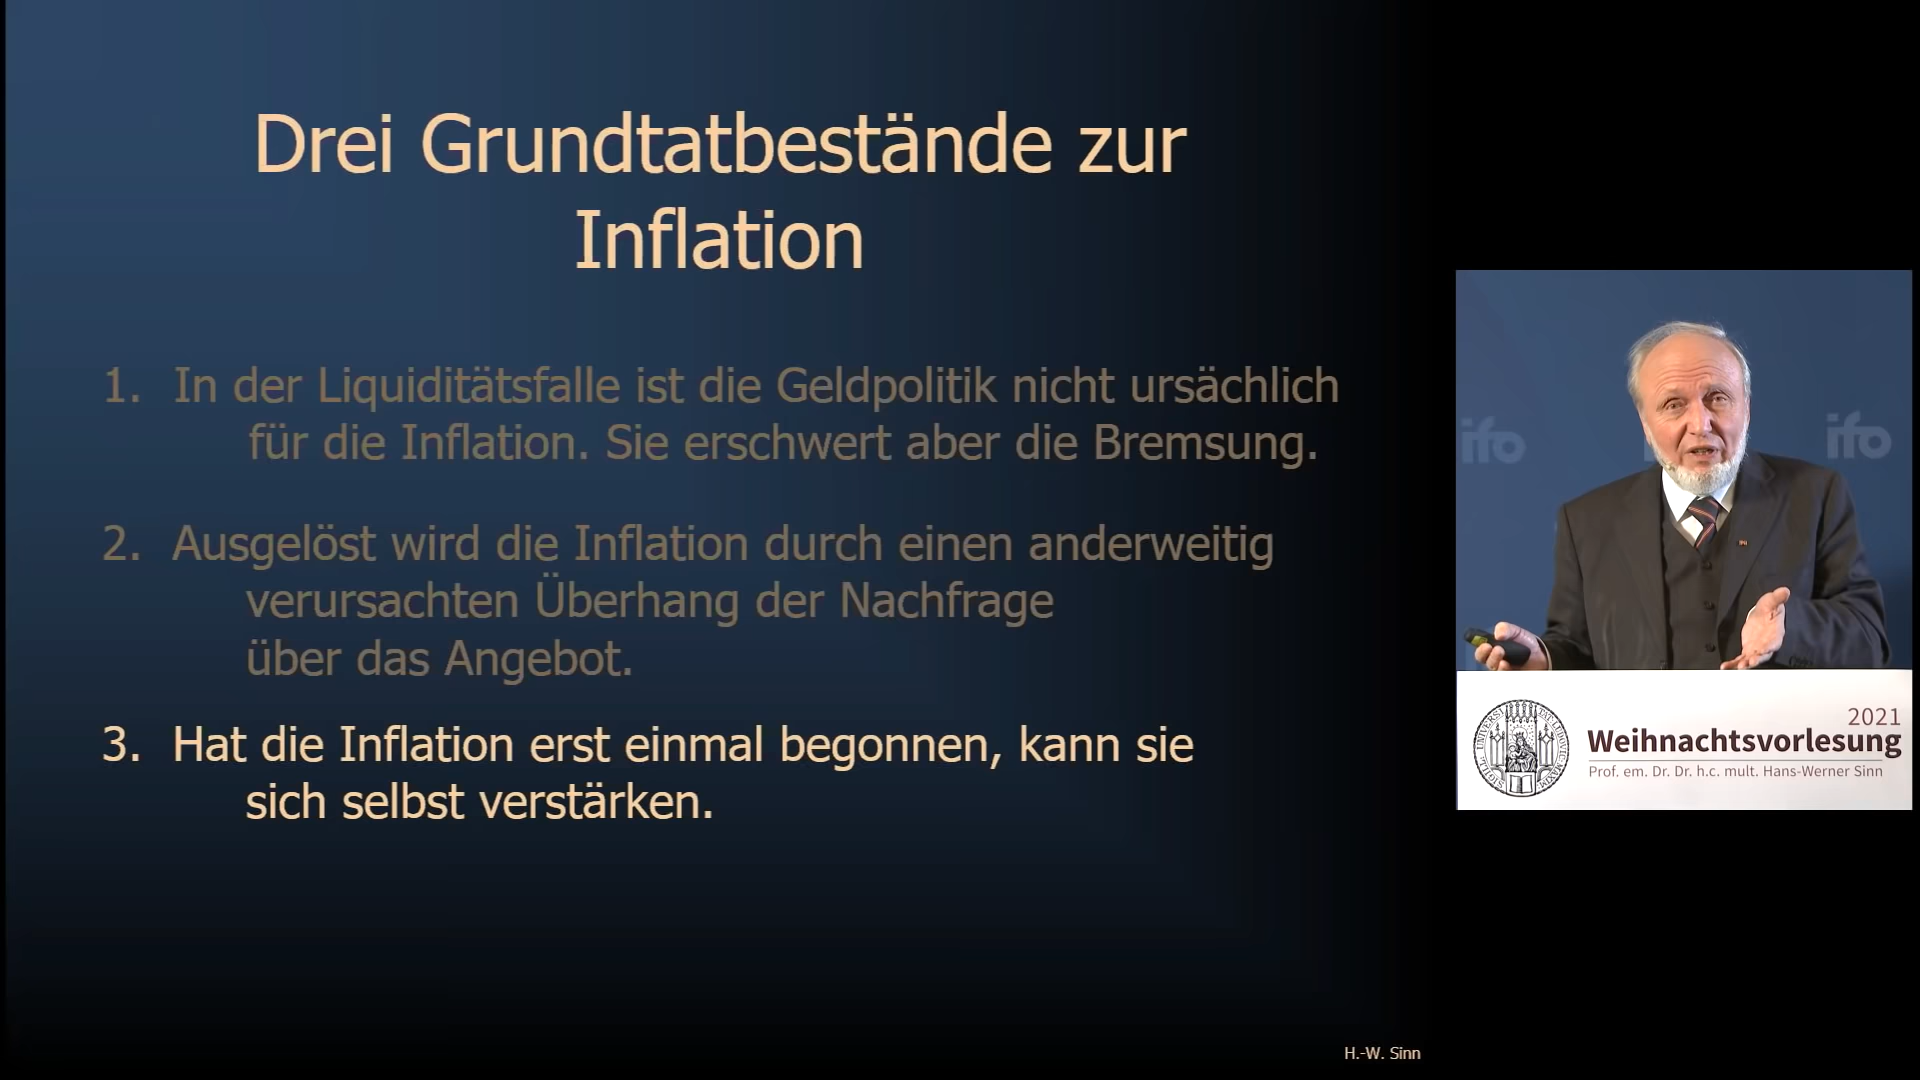 Drei Grundtatbestände zur
Inflation
1. In der Liquiditätsfalle ist die Geldpolitik nicht ursächlich
für die Inflation. Sie erschwert aber die Bremsung.
2. Ausgelöst wird die Inflation durch einen anderweitig
verursachten Überhang der Nachfrage
über das Angebot.
3. Hat die Inflation erst einmal begonnen, kann sie
sich selbst verstärken.
H.-W. Sinn
ifo
ifo
2021
Weihnachtsvorlesung
Prof. em. Dr. Dr. h.c. mult. Hans-Werner Sinn